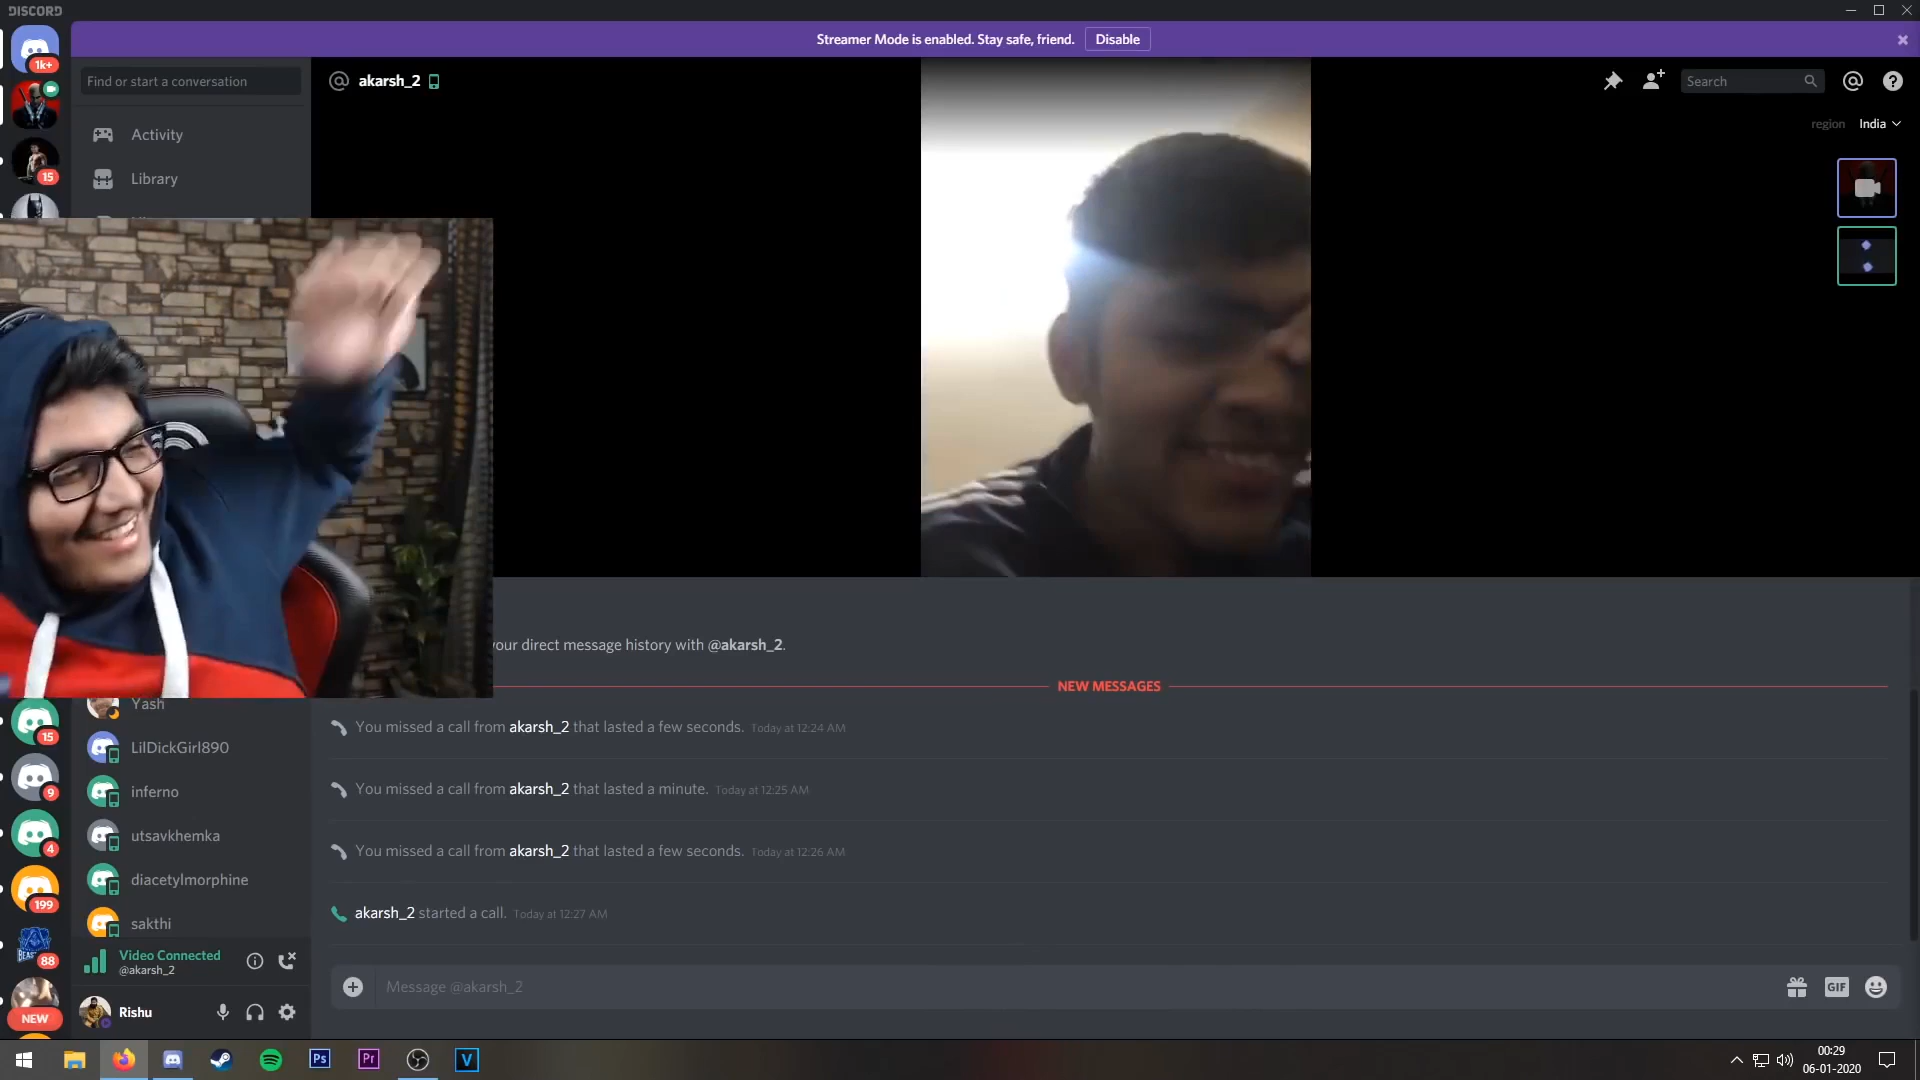 DISCORD
Streamer Mode is enabled. Stay safe, friend.
Disable
1k+
Find or start a conversation
akarsh_2
Search
region India
Activity
15
Library
your direct message history with @akarsh_2.
NEW MESSAGES
Yash
You missed a call from akarsh_2 that lasted a few seconds. Today at 12:24 AM
15
LilDickGirl890
9
inferno
You missed a call from akarsh_2 that lasted a minute. Today at 12:25 AM
utsavkhemka
4
You missed a call from akarsh_2 that lasted a few seconds. Today at 12:26 AM
diacetylmorphine
199
sakthi
akarsh_2 started a call. Today at 12:27 AM
88
Video Connected
@akarsh_2
Message @akarsh_2
GIF
NEW
Rishu
Ps
Pr
V
00:29
06-01-2020